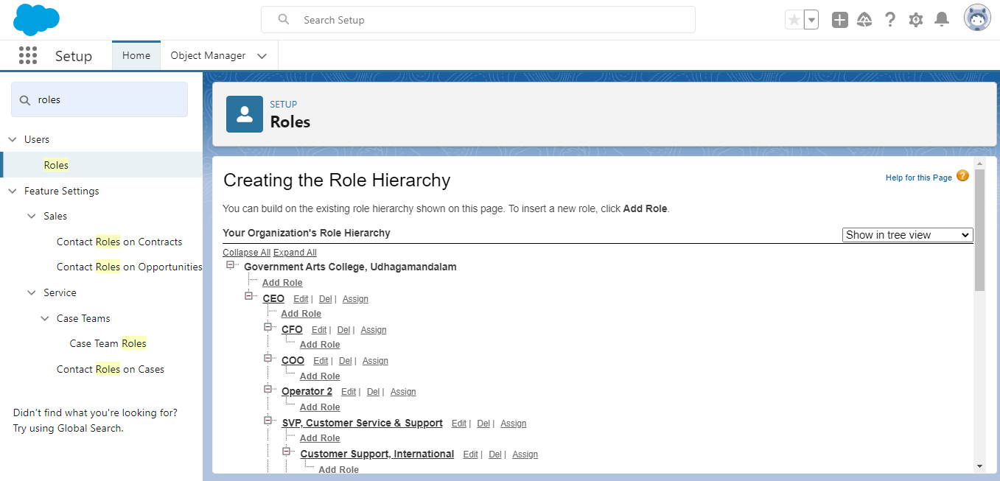 Search Setup
Setup
Home
Object Manager
roles
Users
Roles
Feature Settings
Sales
Contact Roles on Contracts
Contact Roles on Opportunities
Service
Case Teams
Case Team Roles
Contact Roles on Cases
Didn't find what you're looking for?
Try using Global Search.
SETUP
Roles
Creating the Role Hierarchy
Help for this Page ?
You can build on the existing role hierarchy shown on this page. To insert a new role, click Add Role.
Your Organization's Role Hierarchy
Show in tree view
Collapse All Expand All
Government Arts College, Udhagamandalam
Add Role
CEO Edit | Del | Assign
Add Role
CFO Edit | Del | Assign
Add Role
COO Edit | Del | Assign
Add Role
Operator 2 Edit | Del | Assign
Add Role
SVP, Customer Service & Support Edit | Del | Assign
Add Role
Customer Support, International Edit | Del | Assign
Add Role